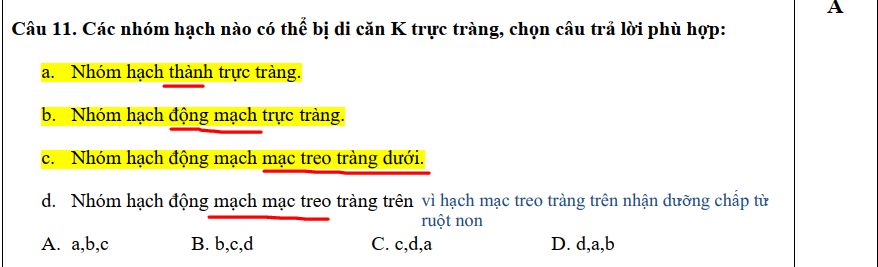 A
Câu 11. Các nhóm hạch nào có thể bị di căn K trực tràng, chọn câu trả lời phù hợp:
a. Nhóm hạch thành trực tràng.
b. Nhóm hạch động mạch trực tràng.
c. Nhóm hạch động mạch mạc treo tràng dưới.
d. Nhóm hạch động mạch mạc treo tràng trên vì hạch mạc treo tràng trên nhận dưỡng chấp từ
ruột non
A. a,b,c B. b,c,d C. c,d,a D. d,a,b